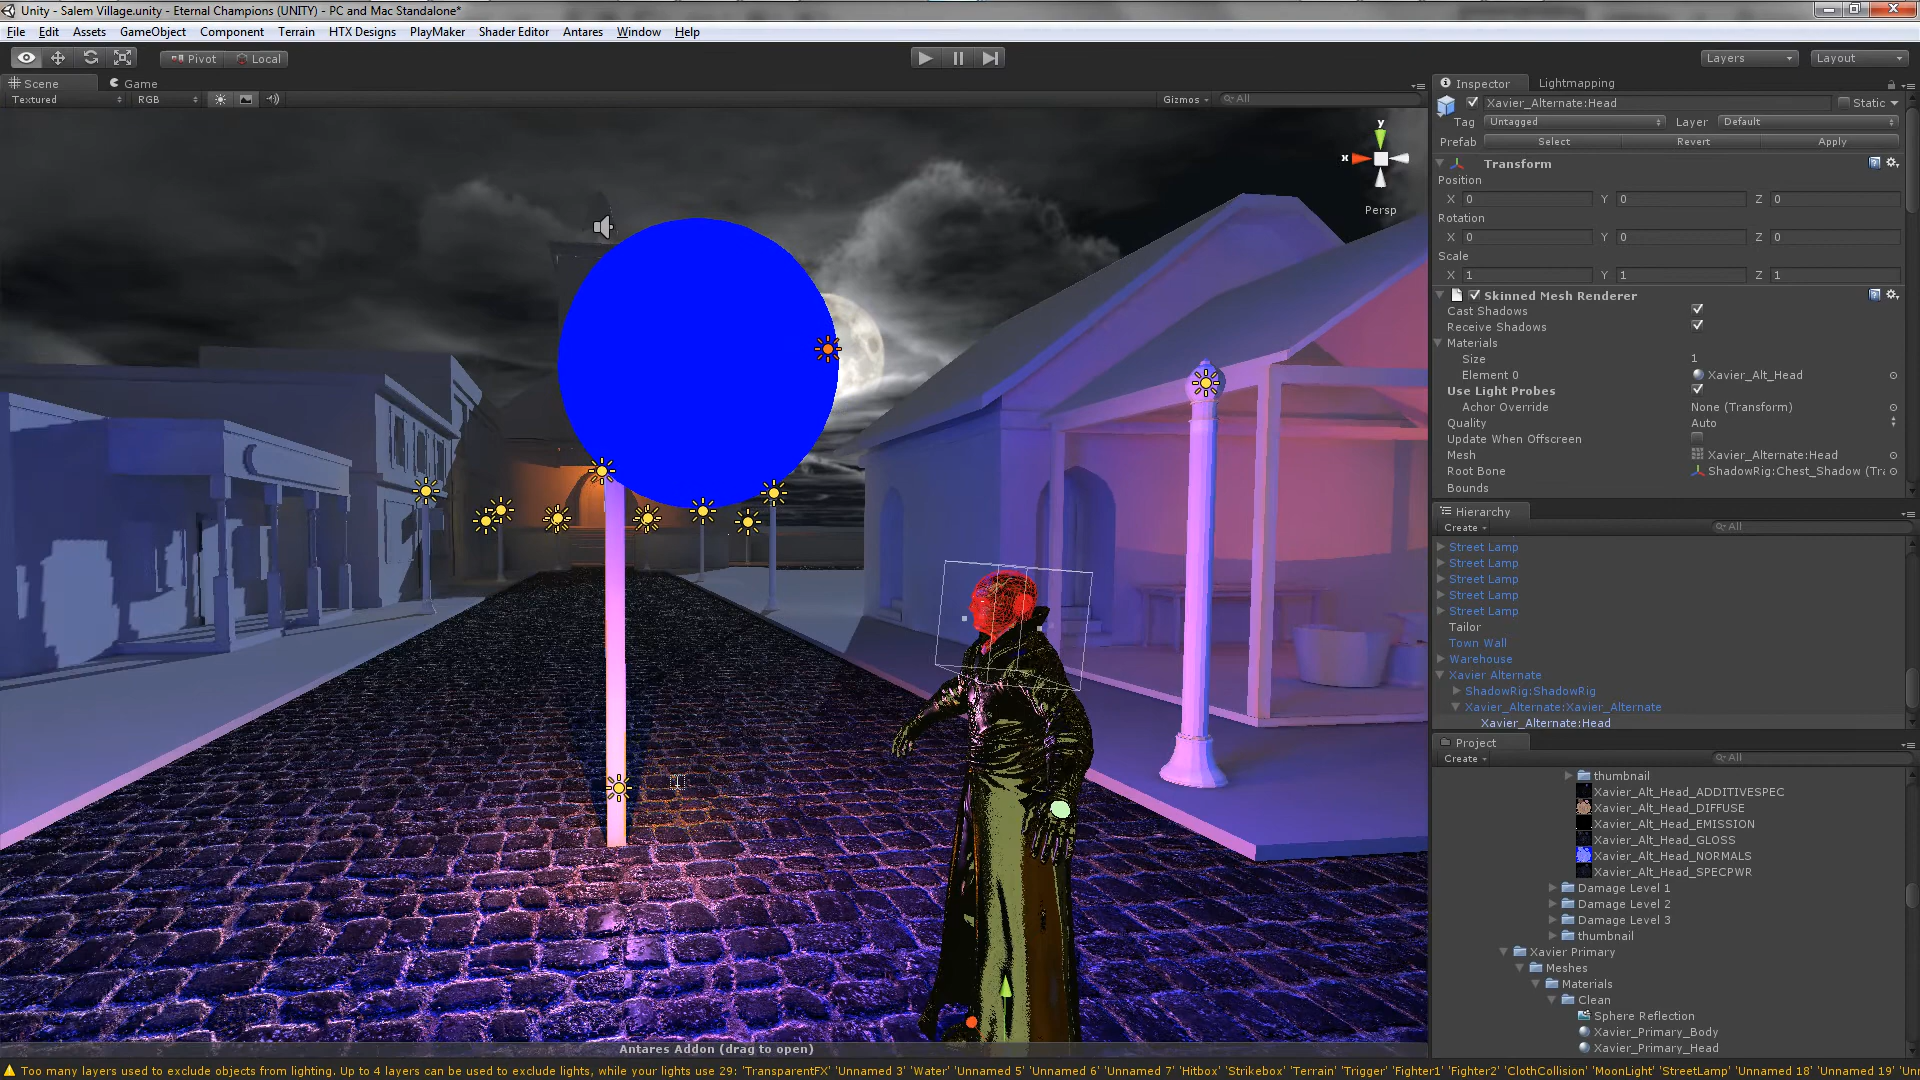 Unity - Salem Village.unity - Eternal Champions (UNITY) - PC and Mac Standalone*
File Edit Assets GameObject Component Terrain HTX Designs PlayMaker Shader Editor Antares Window Help
Pivot Local Layers Layout
Scene Game
Textured RGB Gizmos All
y
x
Persp
Antares Addon (drag to open)
Inspector Lightmapping
Xavier_Alternate:Head Static
Tag Untagged Layer Default
Prefab Select Revert Apply
Transform
Position
X 0 Y 0 Z 0
Rotation
X 0 Y 0 Z 0
Scale
X 1 Y 1 Z 1
Skinned Mesh Renderer
Cast Shadows
Receive Shadows
Materials
Size 1
Element 0 Xavier_Alt_Head
Use Light Probes
Achor Override None (Transform)
Quality Auto
Update When Offscreen
Mesh Xavier_Alternate:Head
Root Bone ShadowRig:Chest_Shadow (Tra
Bounds
Hierarchy
Create All
Street Lamp
Street Lamp
Street Lamp
Street Lamp
Street Lamp
Tailor
Town Wall
Warehouse
Xavier Alternate
ShadowRig:ShadowRig
Xavier_Alternate:Xavier_Alternate
Xavier_Alternate:Head
Project
Create All
thumbnail
Xavier_Alt_Head_ADDITIVESPEC
Xavier_Alt_Head_DIFFUSE
Xavier_Alt_Head_EMISSION
Xavier_Alt_Head_GLOSS
Xavier_Alt_Head_NORMALS
Xavier_Alt_Head_SPECPWR
Damage Level 1
Damage Level 2
Damage Level 3
thumbnail
Xavier Primary
Meshes
Materials
Clean
Sphere Reflection
Xavier_Primary_Body
Xavier_Primary_Head
Too many layers used to exclude objects from lighting. Up to 4 layers can be used to exclude lights, while your lights use 29: 'TransparentFX' 'Unnamed 3' 'Water' 'Unnamed 5' 'Unnamed 6' 'Unnamed 7' 'Hitbox' 'Strikebox' 'Terrain' 'Trigger' 'Fighter1' 'Fighter2' 'ClothCollision' 'MoonLight' 'StreetLamp' 'Unnamed 18' 'Unnamed 19'